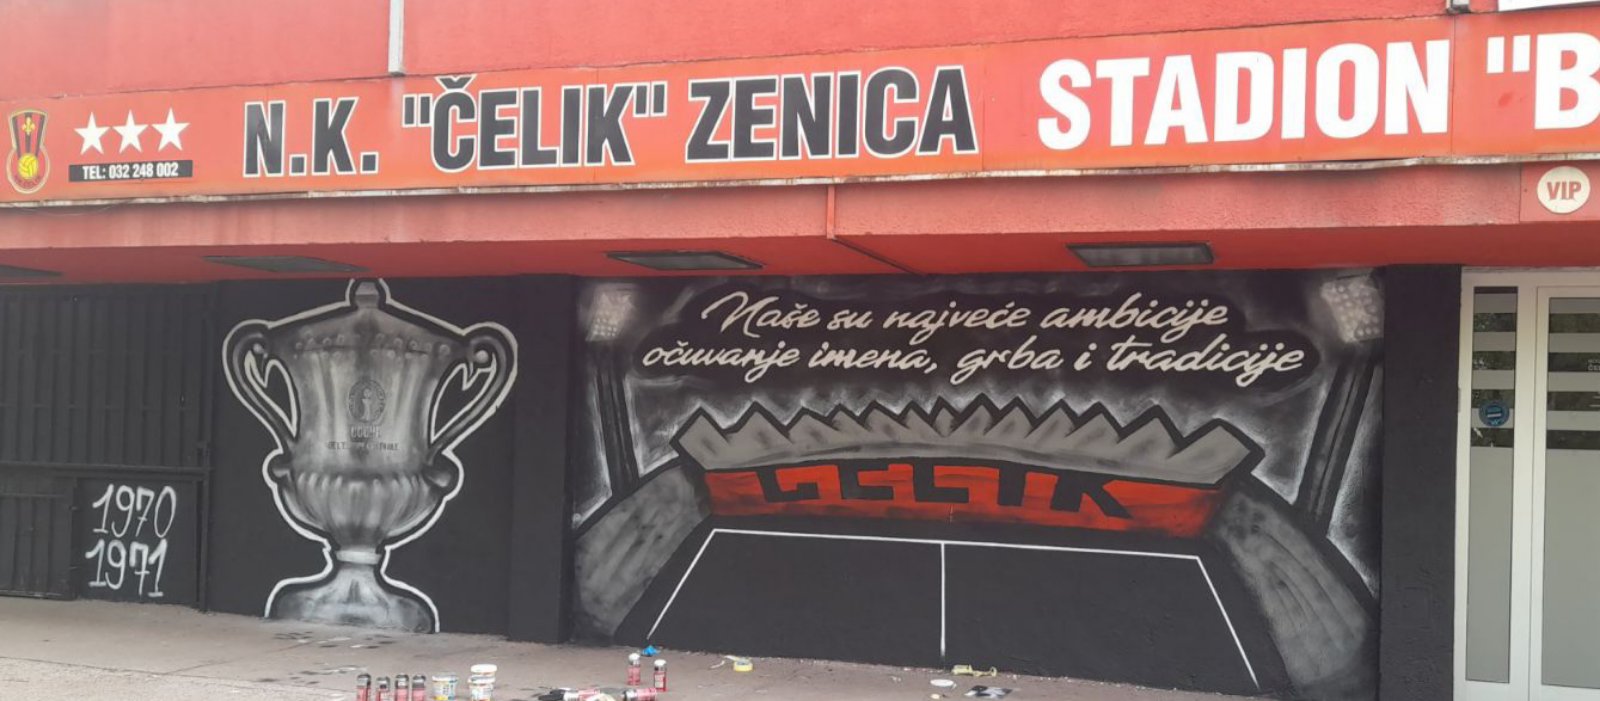 N.K. "ČELIK" ZENICA STADION "B
TEL: 032 248 002
VIP
Naše su najveće ambicije
očuvanje imena, grba i tradicije
ČELIK
1970
1971